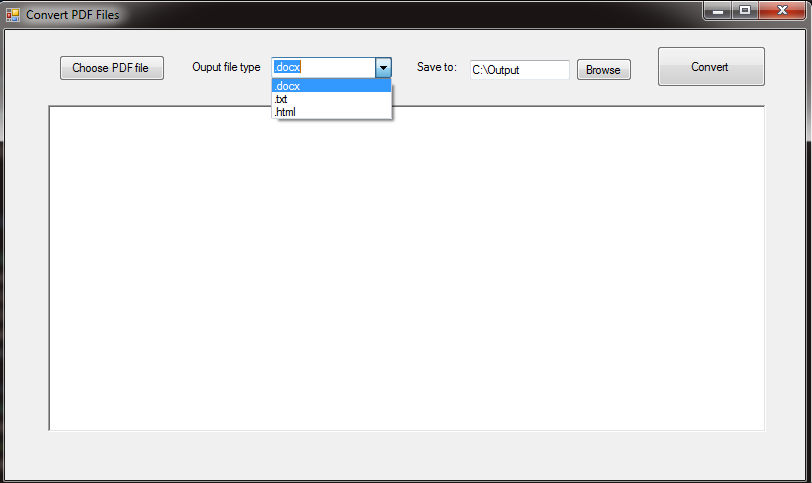 Convert PDF Files
Choose PDF file Ouput file type .docx Save to: C:\Output Browse Convert
.docx
.txt
.html